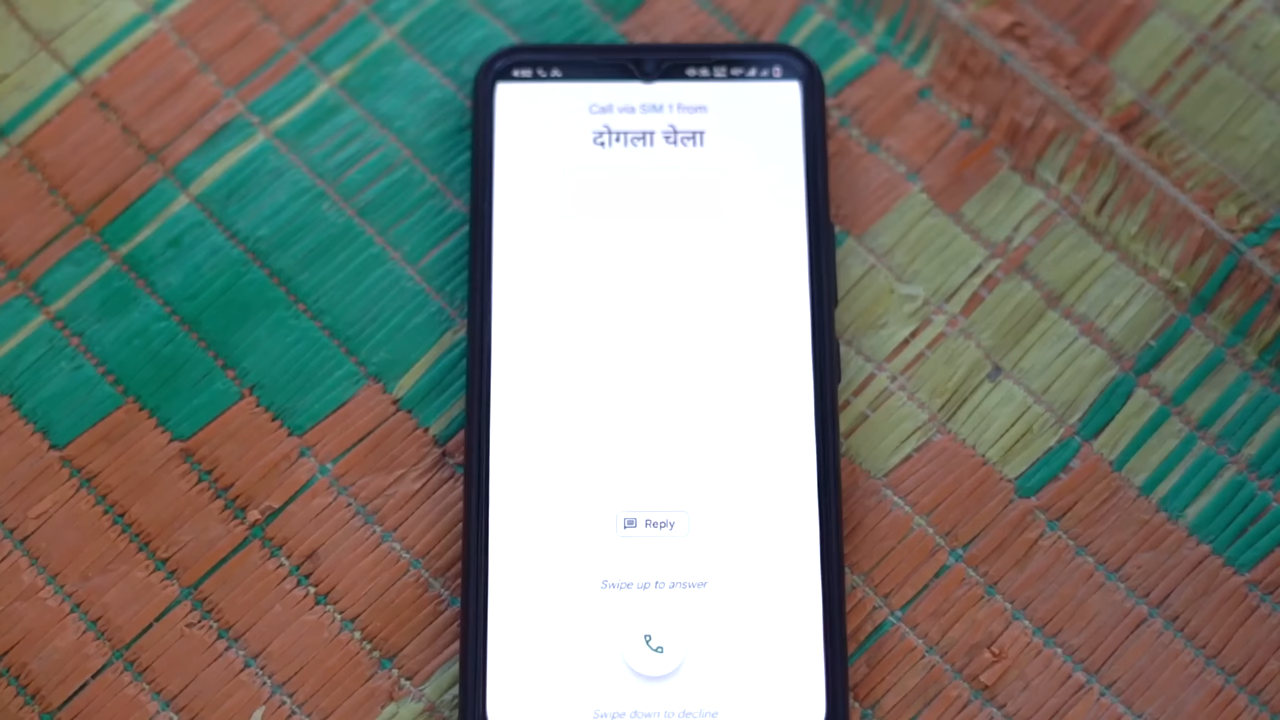 Call via SIM 1 from
दोगला चेला
Reply
Swipe up to answer
Swipe down to decline